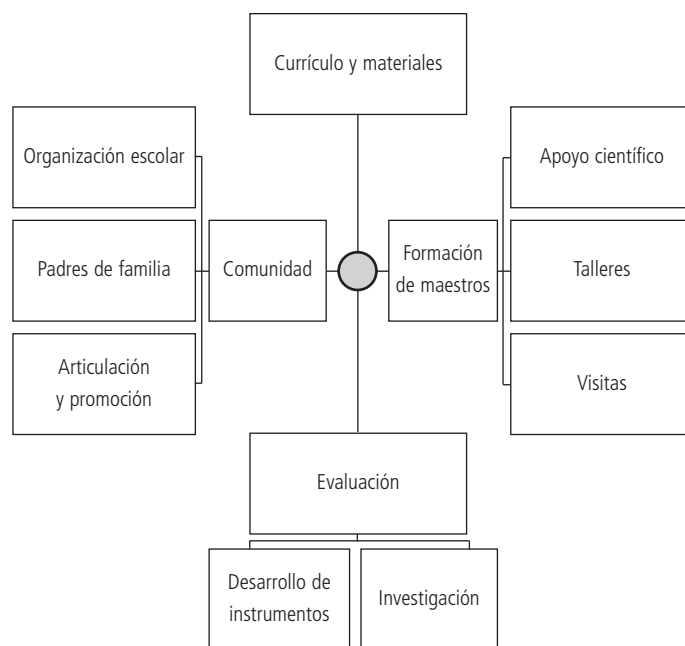 Currículo y materiales
Organización escolar
Apoyo científico
Padres de familia
Comunidad
Formación
de maestros
Talleres
Articulación
y promoción
Visitas
Evaluación
Desarrollo de
instrumentos
Investigación